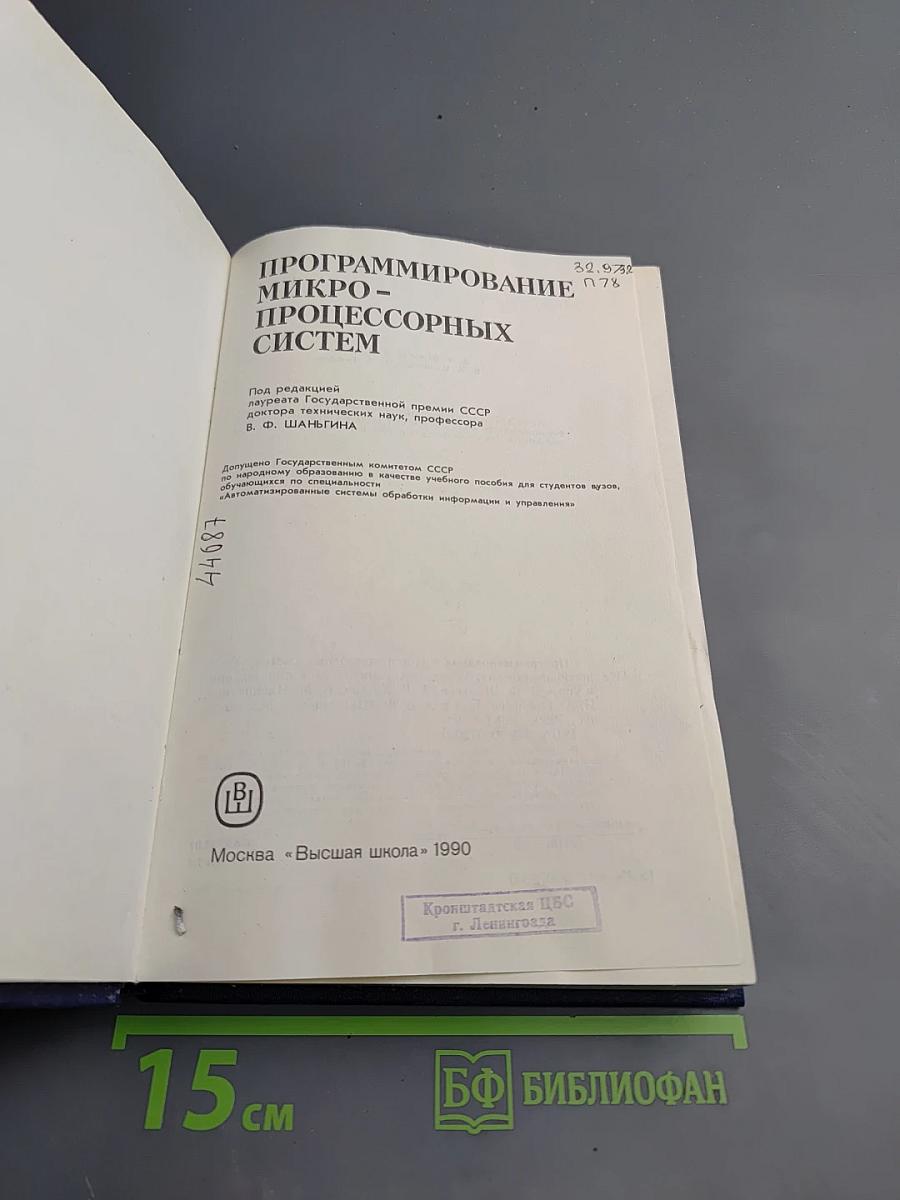 ПРОГРАММИРОВАНИЕ
МИКРО–
ПРОЦЕССОРНЫХ
СИСТЕМ
32.973
П 78
Под редакцией
лауреата Государственной премии СССР
доктора технических наук, профессора
В. Ф. ШАНЬГИНА
Допущено Государственным комитетом СССР
по народному образованию в качестве учебного пособия для студентов вузов,
обучающихся по специальности
«Автоматизированные системы обработки информации и управления»
44687
ВШ
Москва «Высшая школа» 1990
Кронштадтская ЦБС
г. Ленинграда
15 см
БФ БИБЛИОФАН